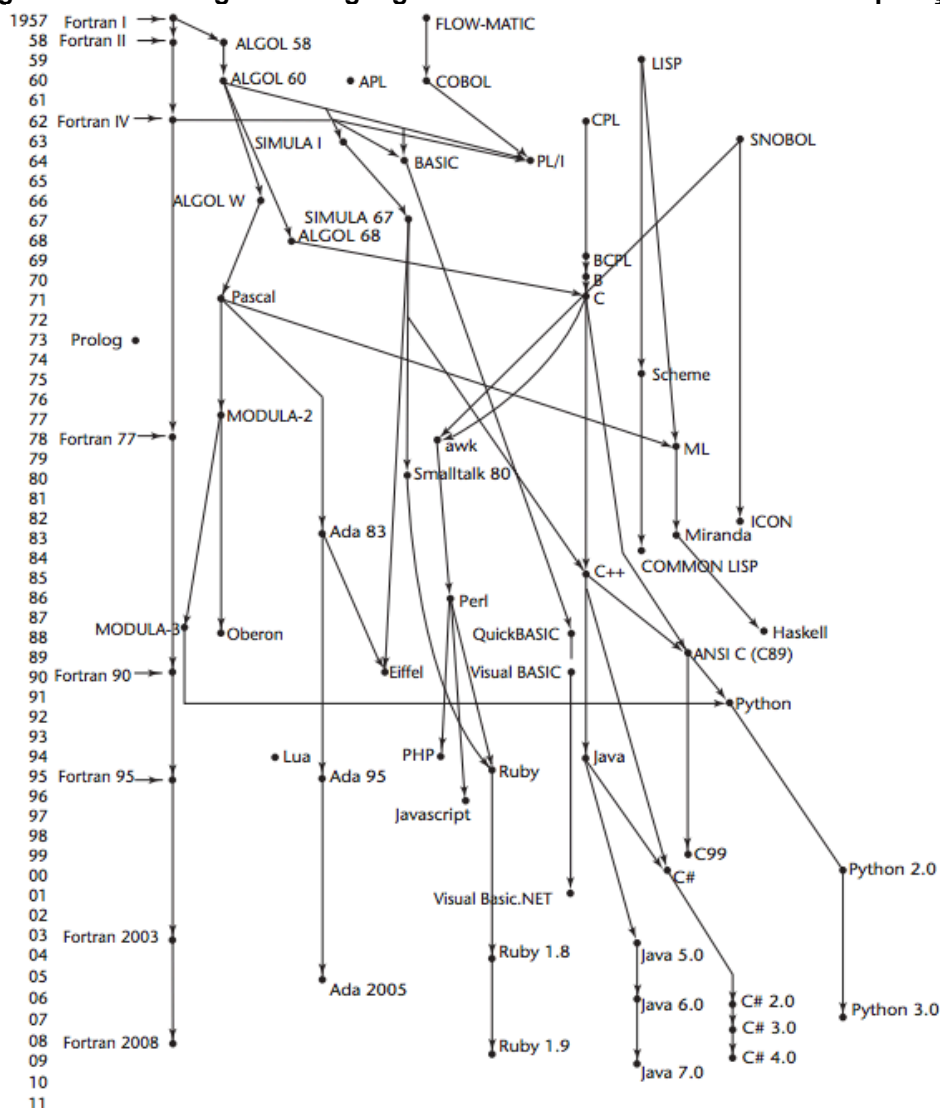 1957 Fortran I FLOW-MATIC
58 Fortran II ALGOL 58
59 LISP
60 ALGOL 60 APL COBOL
61
62 Fortran IV CPL
63 SIMULA I SNOBOL
64 BASIC PL/I
65
66 ALGOL W
67 SIMULA 67
68 ALGOL 68
69 BCPL
70 B
71 Pascal C
72
73 Prolog
74
75 Scheme
76
77 MODULA-2
78 Fortran 77 awk ML
79
80 Smalltalk 80
81
82 ICON
83 Ada 83 Miranda
84 COMMON LISP
85 C++
86 Perl
87
88 MODULA-3 Oberon QuickBASIC Haskell
89 ANSI C (C89)
90 Fortran 90 Eiffel Visual BASIC
91 Python
92
93
94 Lua PHP Java
95 Fortran 95 Ada 95 Ruby
96 Javascript
97
98
99 C99
00 C# Python 2.0
01 Visual Basic.NET
02
03 Fortran 2003
04 Ruby 1.8 Java 5.0
05 Ada 2005
06 Java 6.0 C# 2.0
07 C# 3.0 Python 3.0
08 Fortran 2008 Ruby 1.9 C# 4.0
09 Java 7.0
10
11